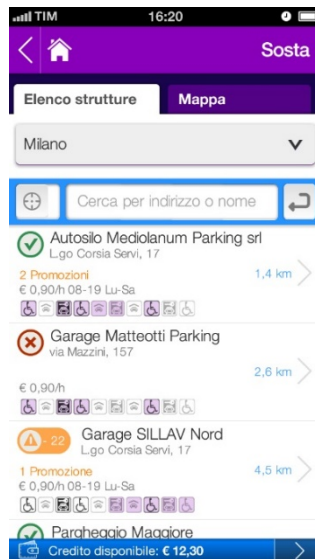 TIM 16:20
Sosta
Elenco strutture Mappa
Milano
Cerca per indirizzo o nome
Autosilo Mediolanum Parking srl
L.go Corsia Servi, 17
2 Promozioni 1,4 km
€ 0,90/h 08-19 Lu-Sa
Garage Matteotti Parking
via Mazzini, 157
2,6 km
€ 0,90/h
- 22 Garage SILLAV Nord
L.go Corsia Servi, 17
1 Promozione 4,5 km
€ 0,90/h 08-19 Lu-Sa
Pargheggio Maggiore
Credito disponibile: € 12,30